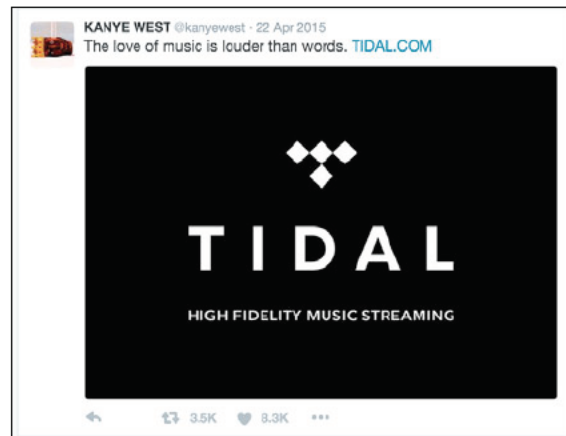 KANYE WEST @kanyewest · 22 Apr 2015
The love of music is louder than words. TIDAL.COM
TIDAL
HIGH FIDELITY MUSIC STREAMING
3.5K 8.3K